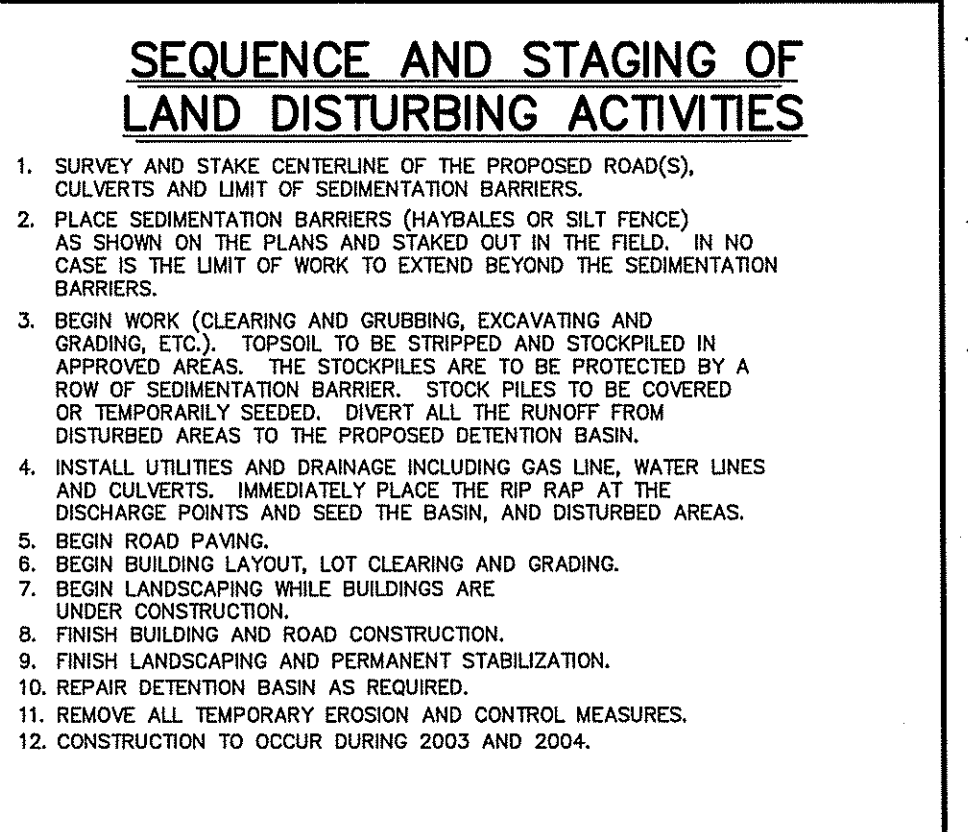 SEQUENCE AND STAGING OF
LAND DISTURBING ACTIVITIES
1. SURVEY AND STAKE CENTERLINE OF THE PROPOSED ROAD(S),
CULVERTS AND LIMIT OF SEDIMENTATION BARRIERS.
2. PLACE SEDIMENTATION BARRIERS (HAYBALES OR SILT FENCE)
AS SHOWN ON THE PLANS AND STAKED OUT IN THE FIELD. IN NO
CASE IS THE LIMIT OF WORK TO EXTEND BEYOND THE SEDIMENTATION
BARRIERS.
3. BEGIN WORK (CLEARING AND GRUBBING, EXCAVATING AND
GRADING, ETC.). TOPSOIL TO BE STRIPPED AND STOCKPILED IN
APPROVED AREAS. THE STOCKPILES ARE TO BE PROTECTED BY A
ROW OF SEDIMENTATION BARRIER. STOCK PILES TO BE COVERED
OR TEMPORARILY SEEDED. DIVERT ALL THE RUNOFF FROM
DISTURBED AREAS TO THE PROPOSED DETENTION BASIN.
4. INSTALL UTILITIES AND DRAINAGE INCLUDING GAS LINE, WATER LINES
AND CULVERTS. IMMEDIATELY PLACE THE RIP RAP AT THE
DISCHARGE POINTS AND SEED THE BASIN, AND DISTURBED AREAS.
5. BEGIN ROAD PAVING.
6. BEGIN BUILDING LAYOUT, LOT CLEARING AND GRADING.
7. BEGIN LANDSCAPING WHILE BUILDINGS ARE
UNDER CONSTRUCTION.
8. FINISH BUILDING AND ROAD CONSTRUCTION.
9. FINISH LANDSCAPING AND PERMANENT STABILIZATION.
10. REPAIR DETENTION BASIN AS REQUIRED.
11. REMOVE ALL TEMPORARY EROSION AND CONTROL MEASURES.
12. CONSTRUCTION TO OCCUR DURING 2003 AND 2004.